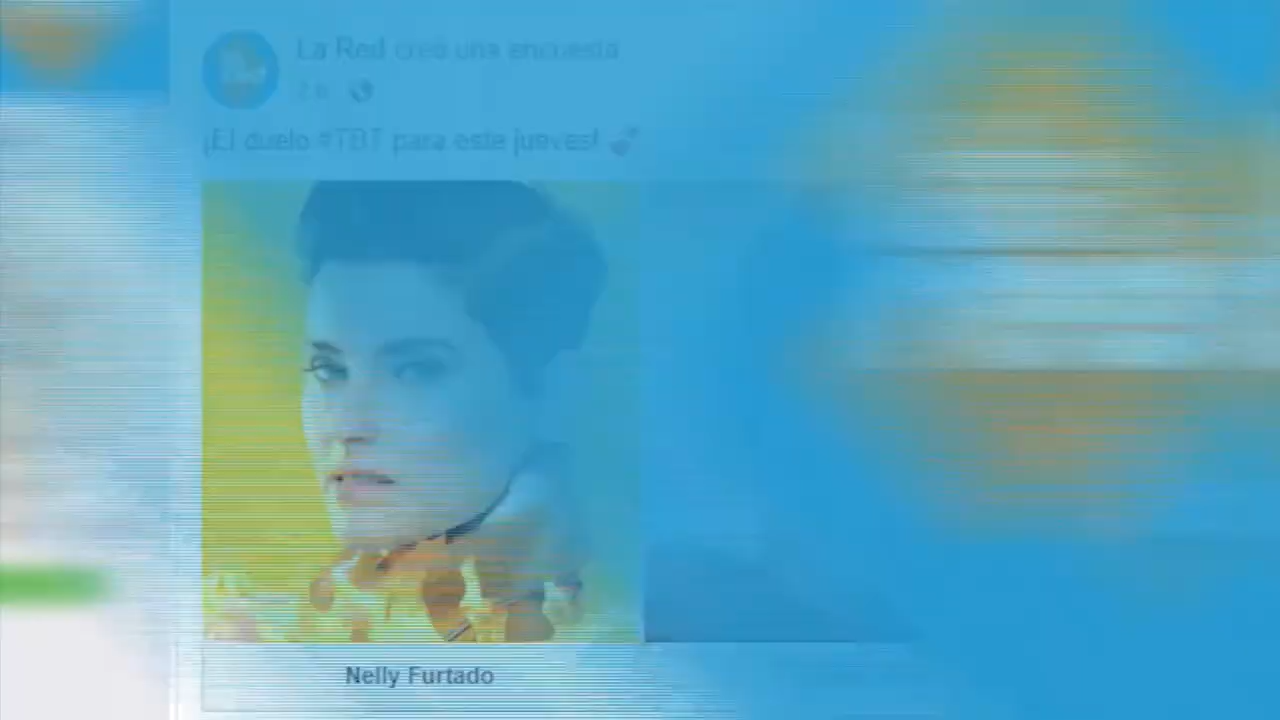 La Red creó una encuesta
¡El duelo #TBT para este jueves!
Nelly Furtado